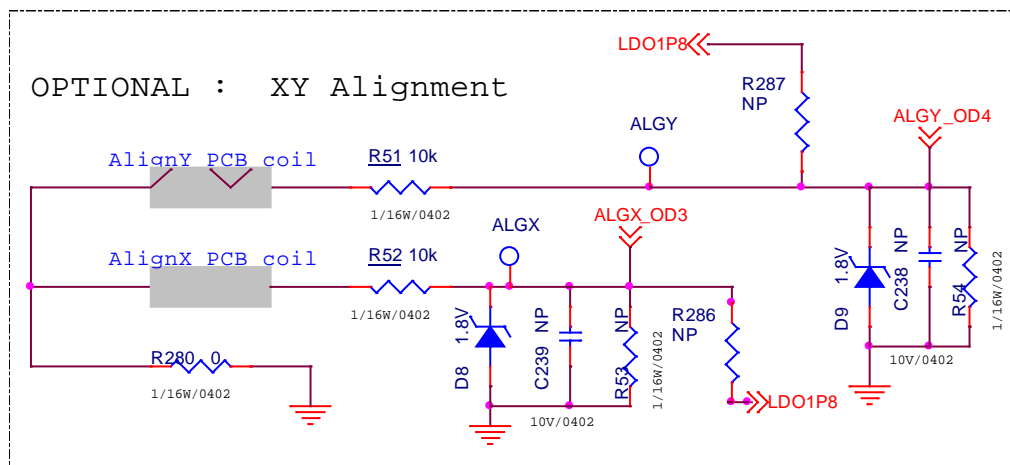 LDO1P8
OPTIONAL :  XY Alignment
R287
NP
ALGY
ALGY_OD4
AlignY PCB coil
R51 10k
1/16W/0402
ALGX
ALGX_OD3
AlignX PCB coil
R52 10k
1/16W/0402
D8 1.8V
C239 NP
R53 NP
1/16W/0402
R286
NP
D9 1.8V
C238 NP
R54 NP
1/16W/0402
10V/0402
R280 0
1/16W/0402
10V/0402
LDO1P8